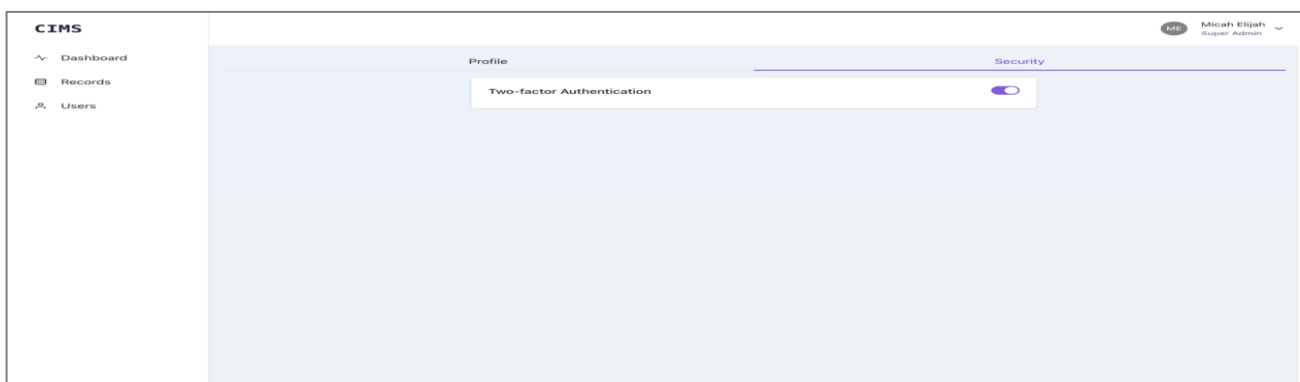 CIMS
Dashboard
Records
Users
ME
Micah Elijah
Super Admin
Profile
Security
Two-factor Authentication